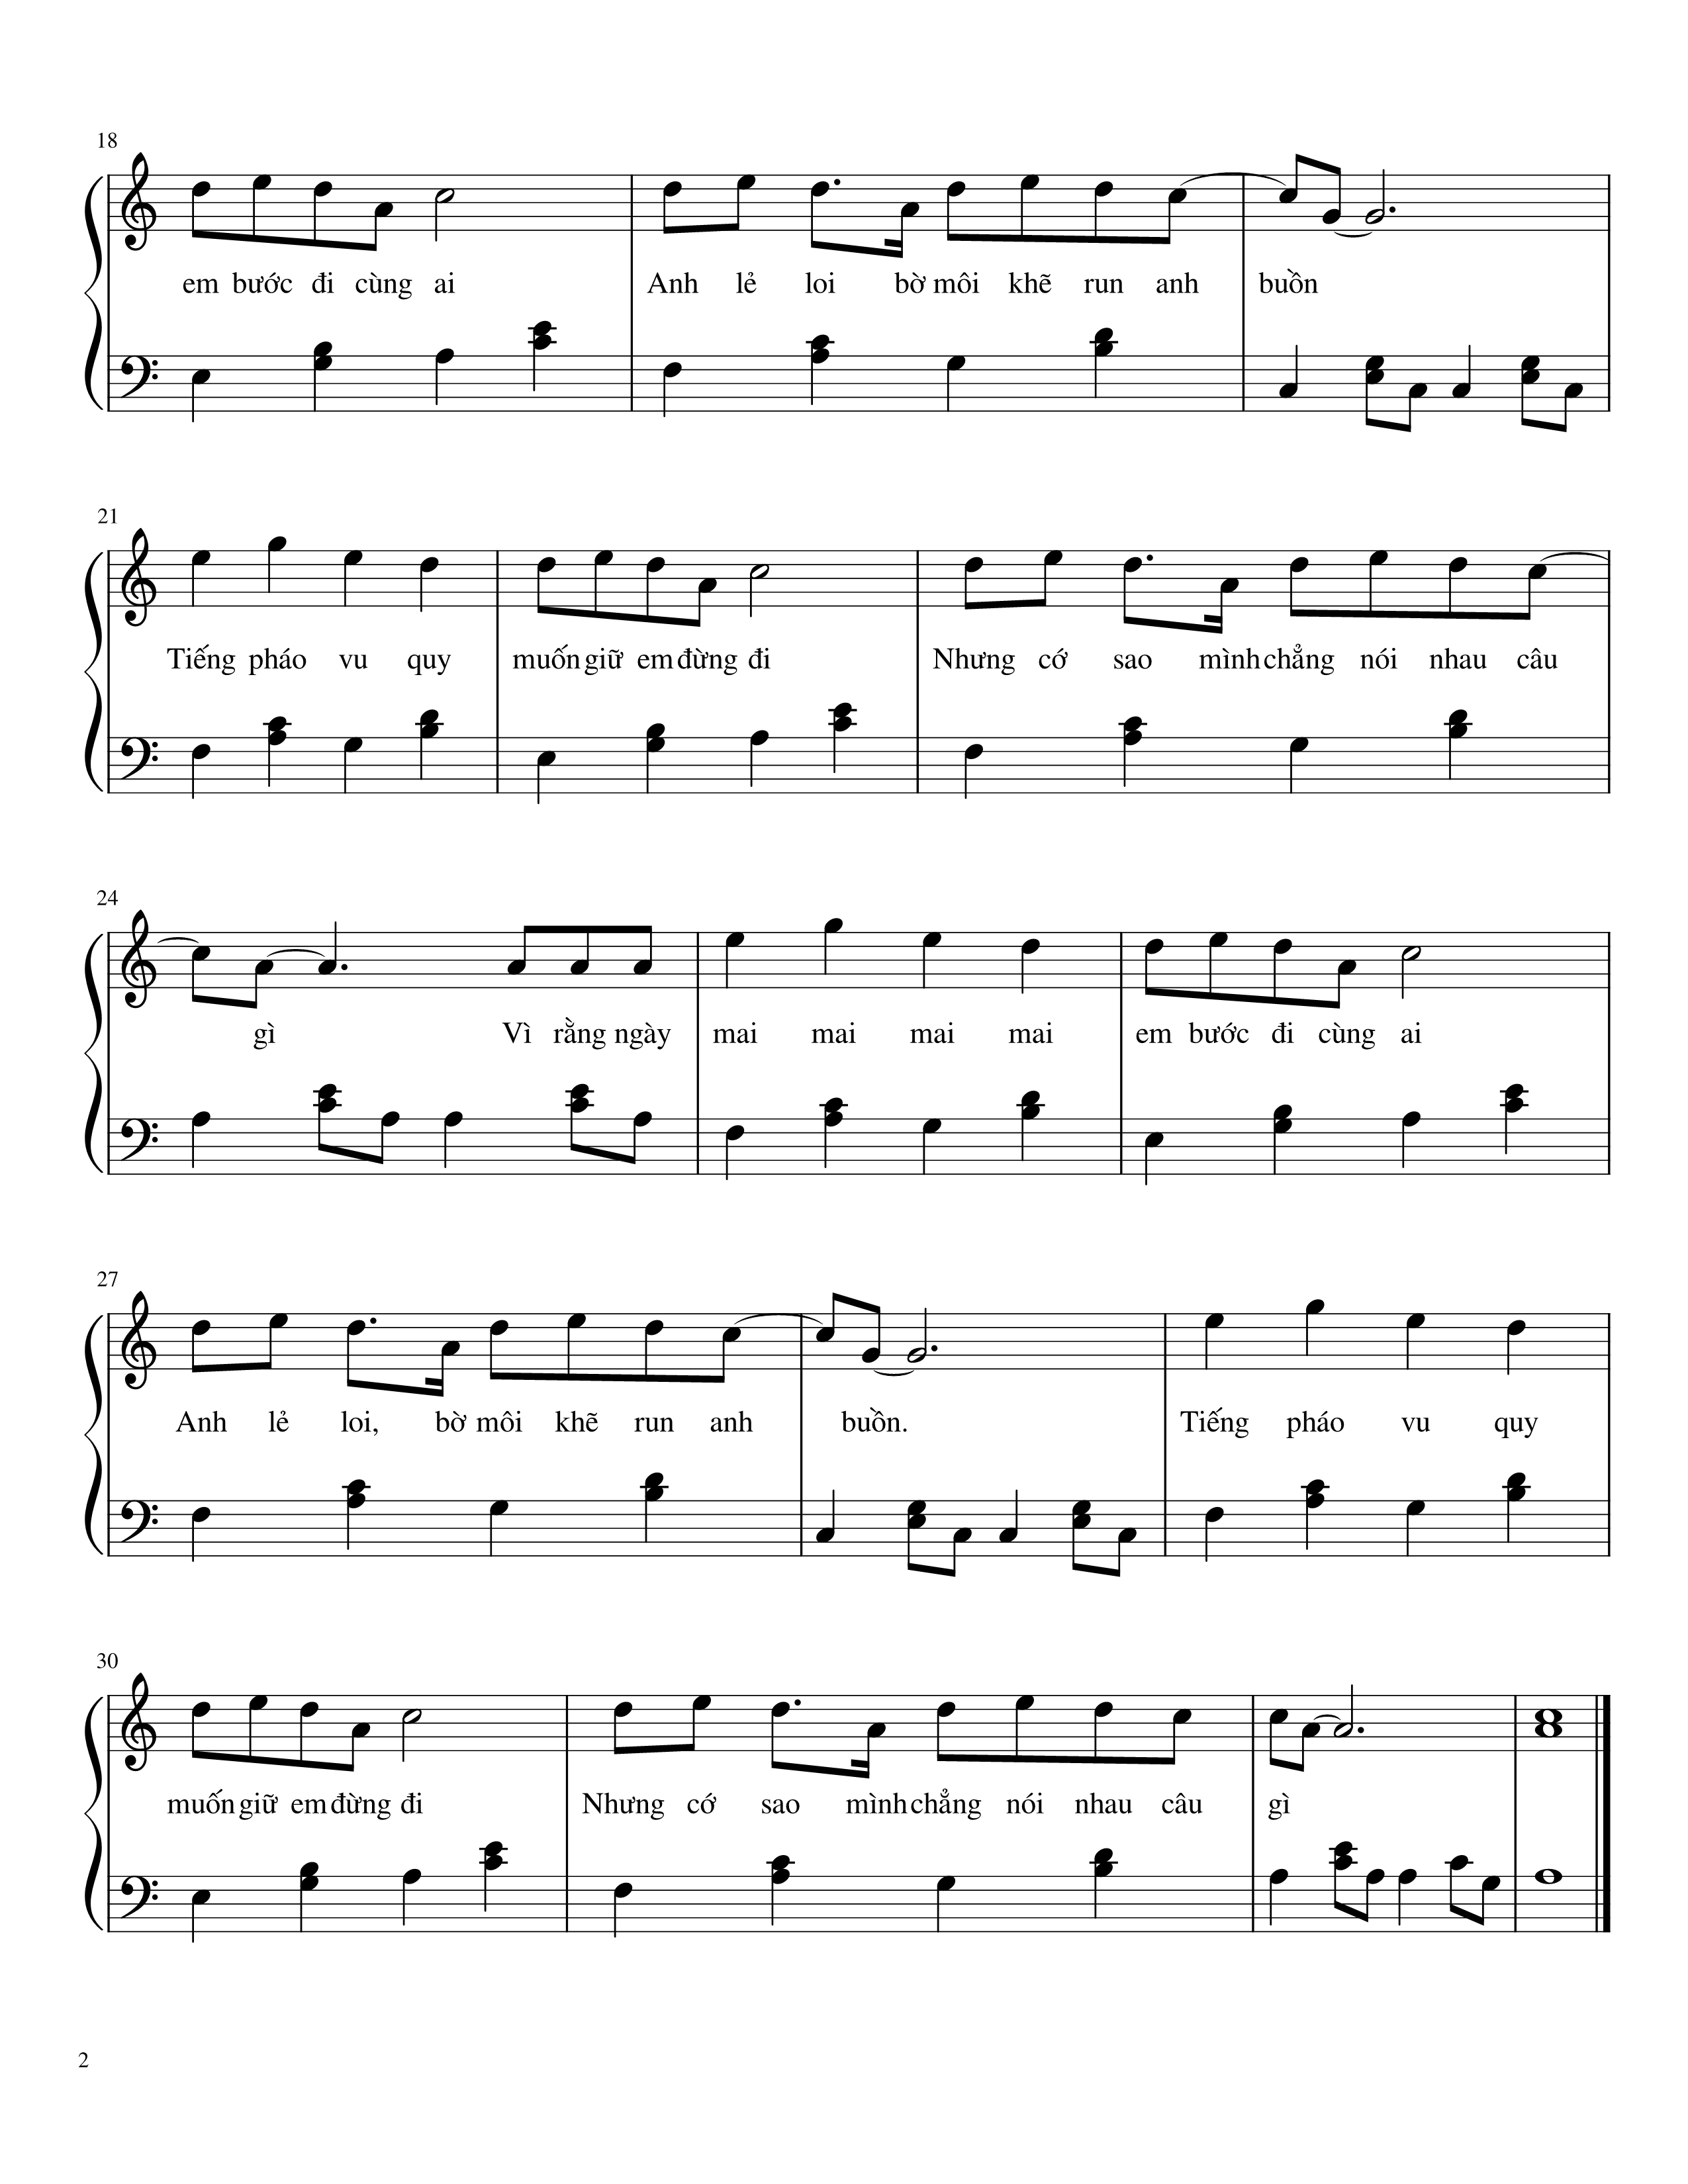 18
em bước đi cùng ai Anh lẻ loi bờ môi khẽ run anh buồn
21
Tiếng pháo vu quy muốn giữ em đừng đi Nhưng cớ sao mình chẳng nói nhau câu
24
gì Vì rằng ngày mai mai mai mai em bước đi cùng ai
27
Anh lẻ loi, bờ môi khẽ run anh buồn. Tiếng pháo vu quy
30
muốn giữ em đừng đi Nhưng cớ sao mình chẳng nói nhau câu gì
2